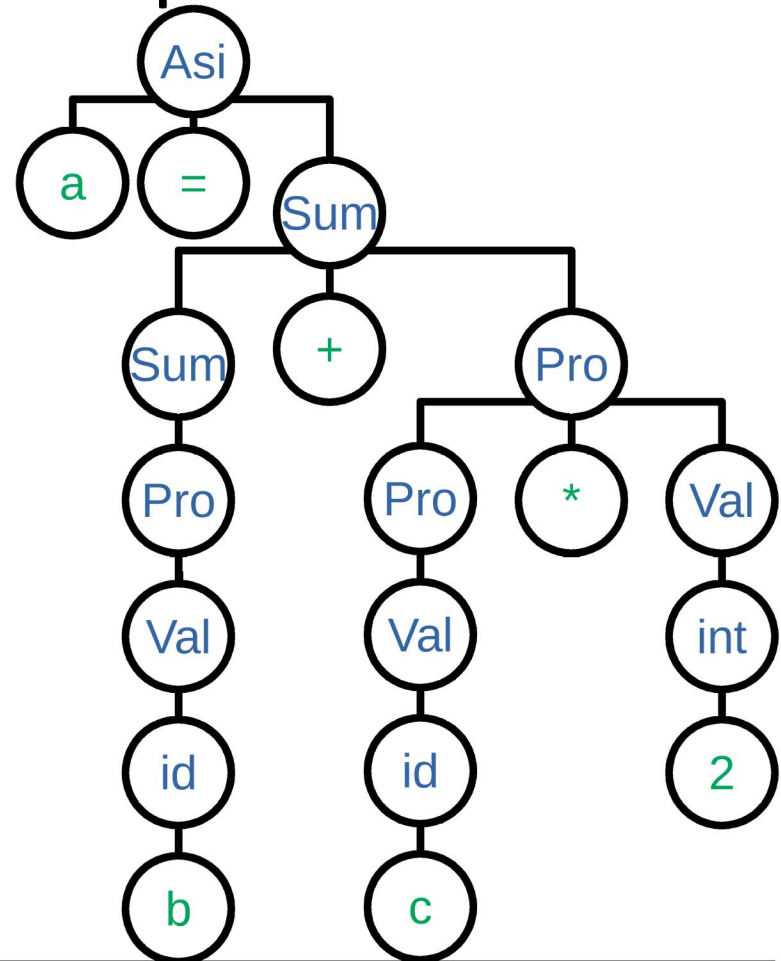 Asi
a = Sum
Sum + Pro
Pro Pro * Val
Val Val int
id id 2
b c